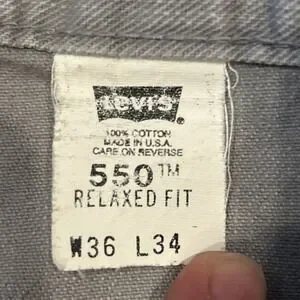 Levi's®
100% COTTON
MADE IN U.S.A.
CARE ON REVERSE
550™
RELAXED FIT
W36 L34